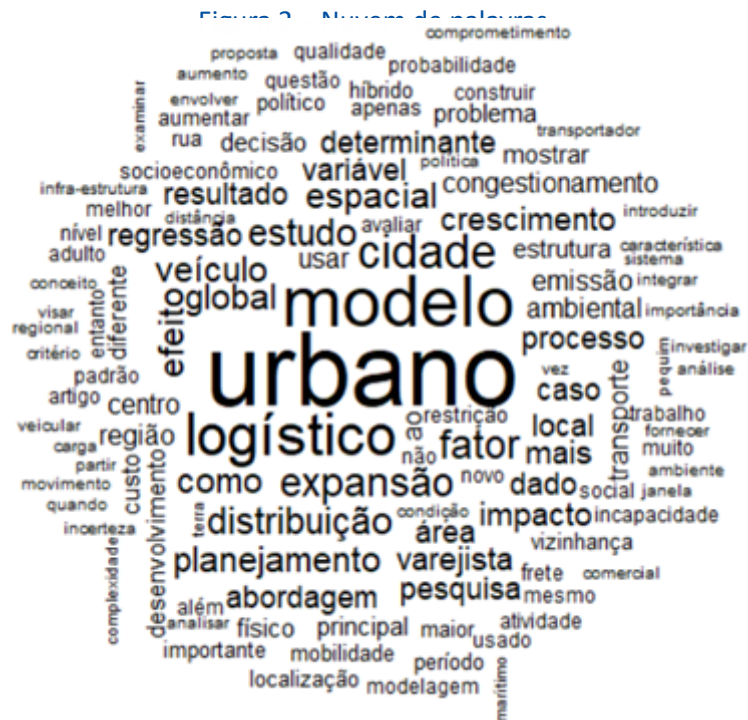 Figura 2 – Nuvem de palavras
comprometimento
proposta qualidade
probabilidade
aumento questão híbrido construir
envolver político apenas problema
examinar aumentar transportador
rua decisão determinante
socioeconômico variável política mostrar
infra-estrutura resultado espacial congestionamento
melhor distância crescimento introduzir
nível regressão estudo avaliar
adulto usar cidade estrutura característica
sistema
conceito veículo emissão integrar
visar entanto diferente efeito global modelo ambiental importância
regional
critério urbano processo pequim investigar
padrão vez análise
artigo centro caso transporte
veicular região logístico ao restrição local trabalho
carga não fator mais fornecer
partir custo muito
movimento como expansão novo dado ambiente
quando social janela
incerteza desenvolvimento terra distribuição condição impacto incapacidade
área vizinhança
complexidade planejamento varejista
frete comercial
além abordagem pesquisa mesmo
analisar físico principal maior atividade
usado
importante mobilidade período
localização modelagem marítimo